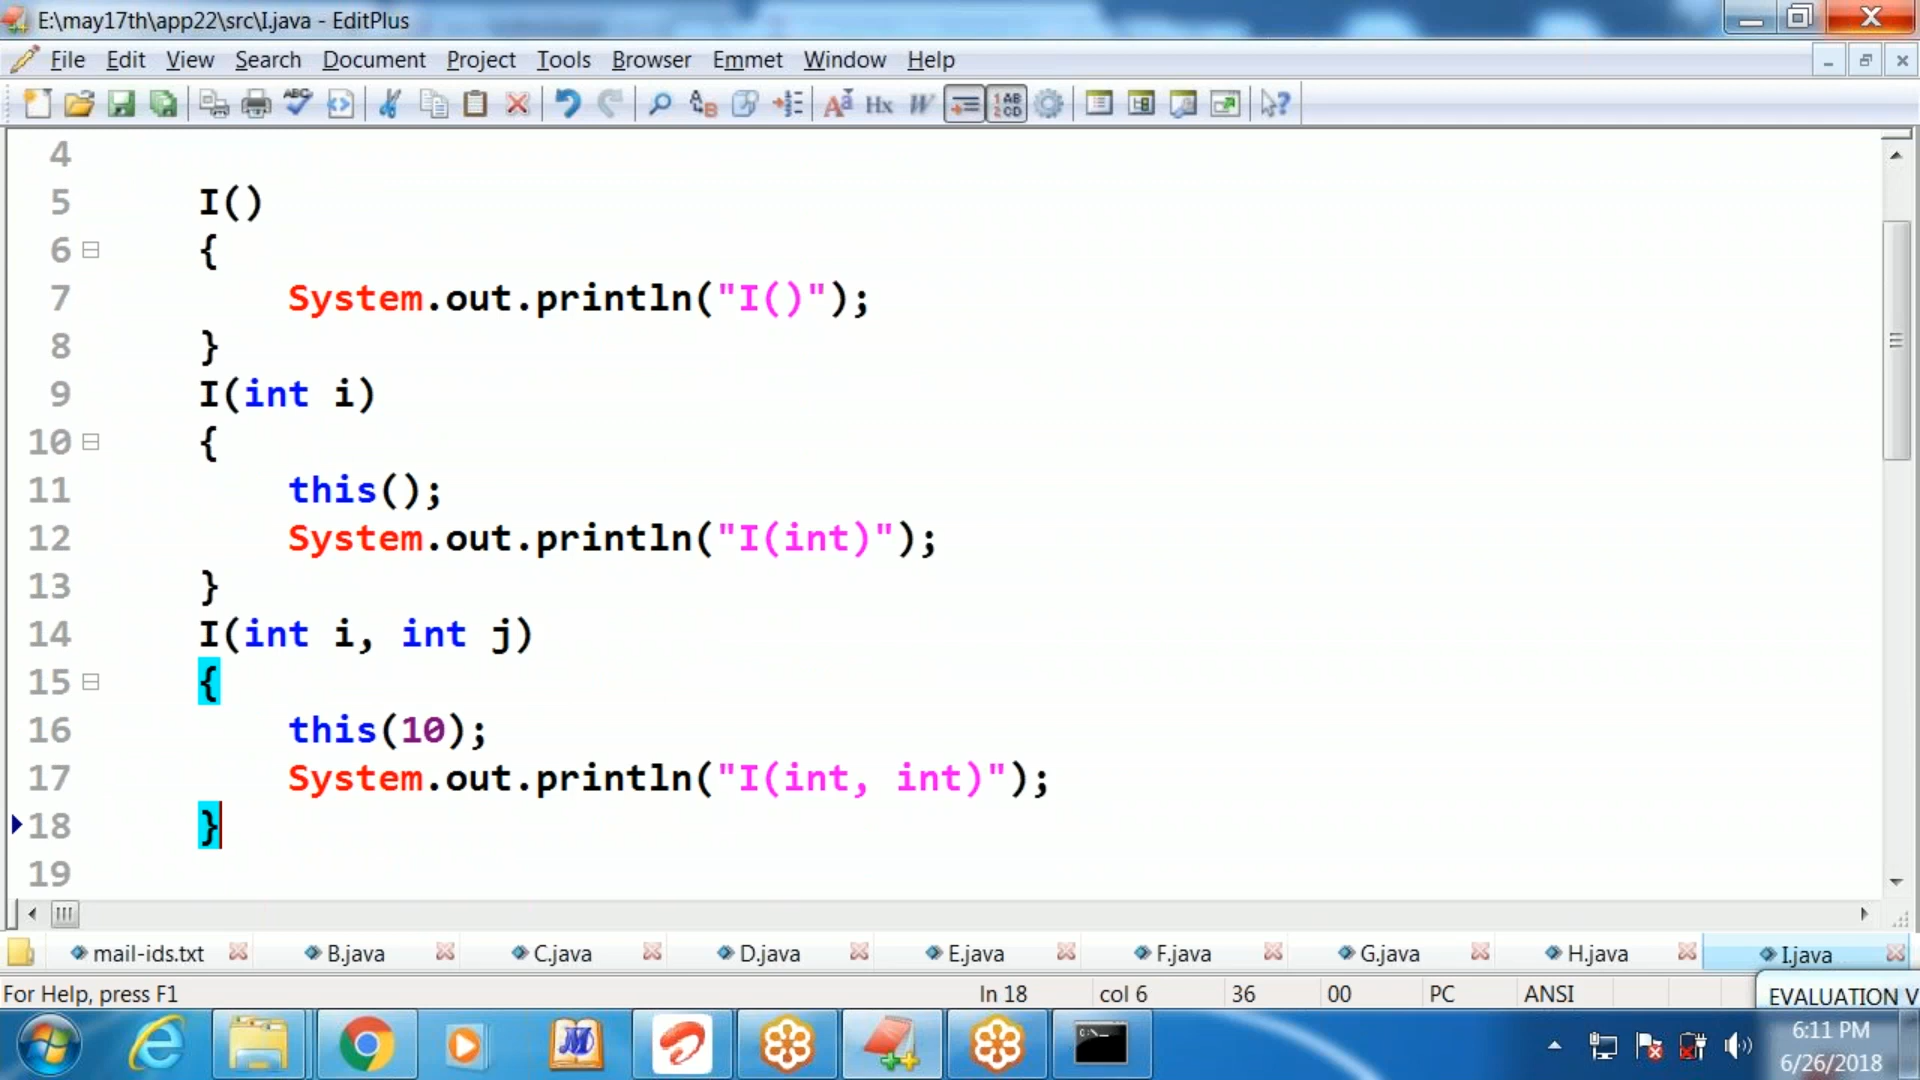 E:\may17th\app22\src\I.java - EditPlus
File Edit View Search Document Project Tools Browser Emmet Window Help
4
5 I()
6 {
7 System.out.println("I()");
8 }
9 I(int i)
10 {
11 this();
12 System.out.println("I(int)");
13 }
14 I(int i, int j)
15 {
16 this(10);
17 System.out.println("I(int, int)");
18 }
19
mail-ids.txt B.java C.java D.java E.java F.java G.java H.java I.java
For Help, press F1 ln 18 col 6 36 00 PC ANSI EVALUATION V
6:11 PM
6/26/2018